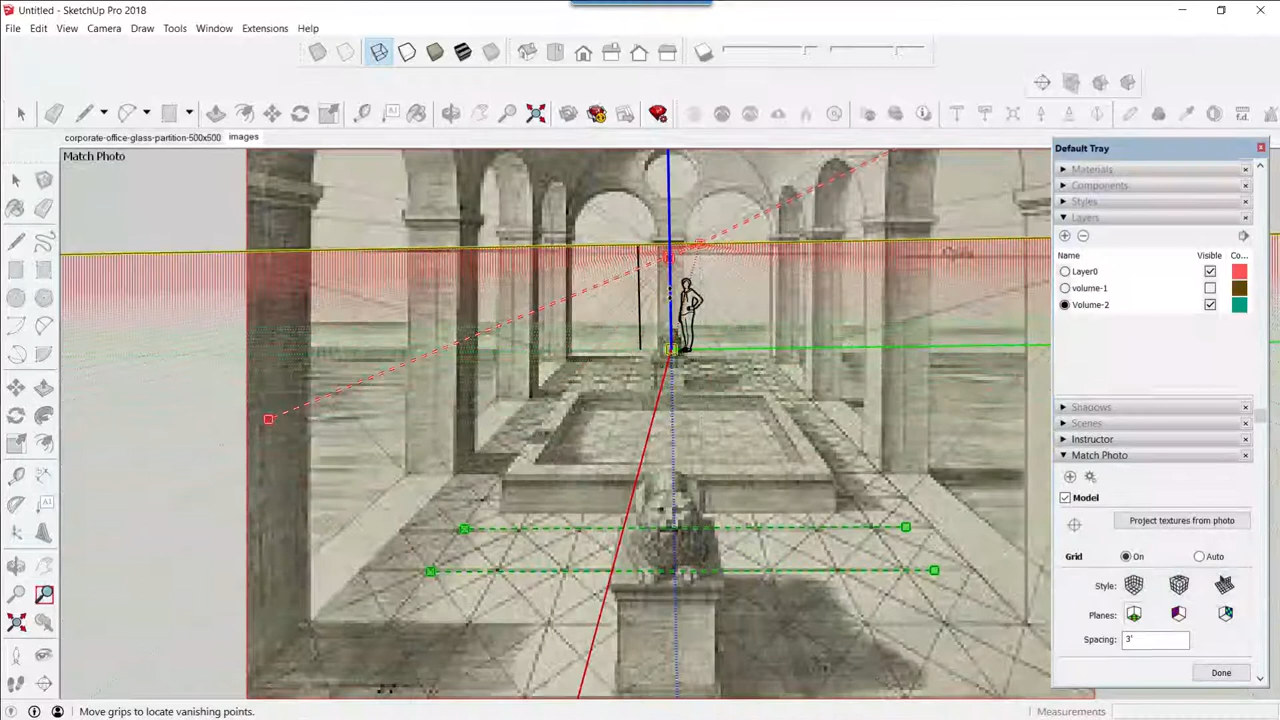 Untitled - SketchUp Pro 2018
File Edit View Camera Draw Tools Window Extensions Help
corporate-office-glass-partition-500x500 images
Match Photo
Default Tray
Materials
Components
Styles
Layers
Name Visible Co...
Layer0
volume-1
Volume-2
Shadows
Scenes
Instructor
Match Photo
Model
Project textures from photo
Grid On Auto
Style:
Planes:
Spacing: 3'
Done
Move grips to locate vanishing points.
Measurements